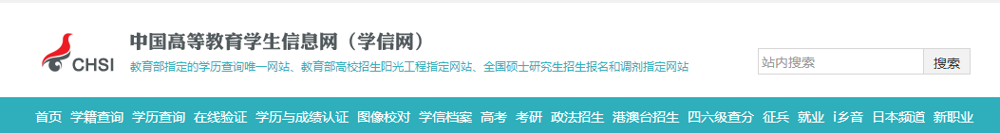 中国高等教育学生信息网（学信网）
CHSI
教育部指定的学历查询唯一网站、教育部高校招生阳光工程指定网站、全国硕士研究生招生报名和调剂指定网站
站内搜索 搜索
首页 学籍查询 学历查询 在线验证 学历与成绩认证 图像校对 学信档案 高考 考研 政法招生 港澳台招生 四六级查分 征兵 就业 i乡音 日本频道 新职业